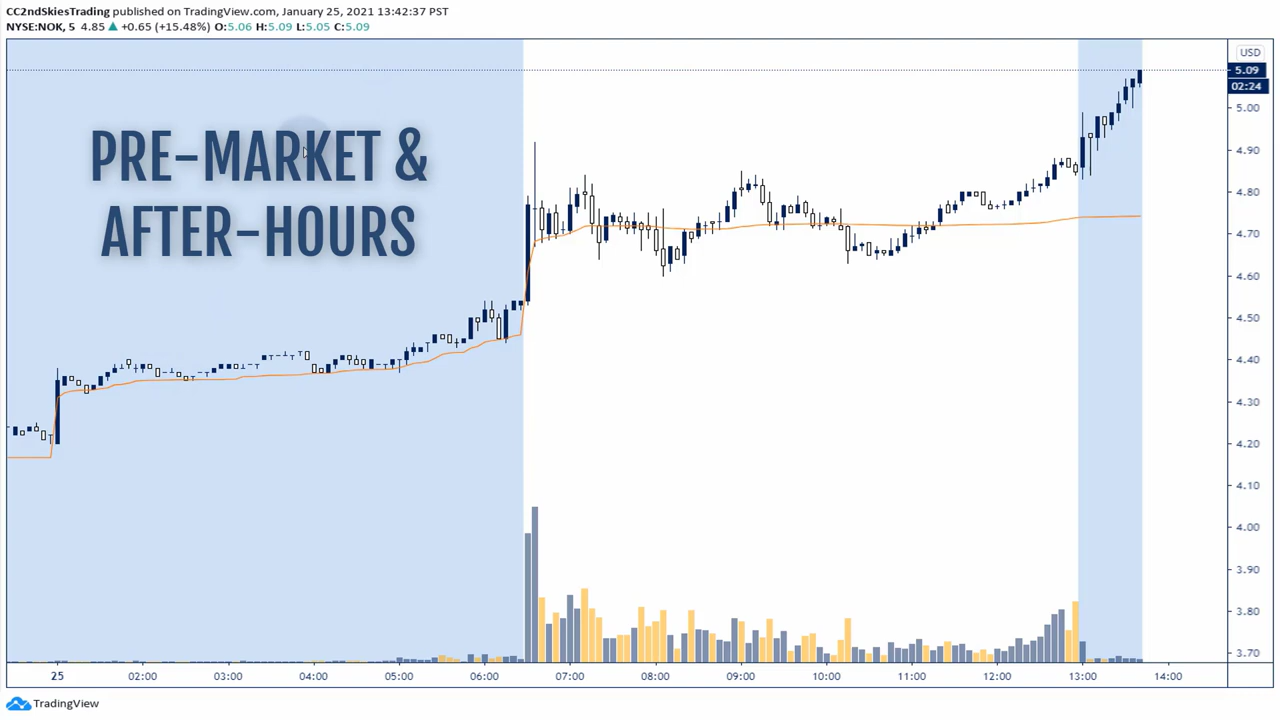 CC2ndSkiesTrading published on TradingView.com, January 25, 2021 13:42:37 PST
NYSE:NOK, 5 4.85 ▲ +0.65 (+15.48%) O:5.06 H:5.09 L:5.05 C:5.09
USD
5.09
02:24
5.00
4.90
4.80
4.70
4.60
4.50
4.40
4.30
4.20
4.10
4.00
3.90
3.80
3.70
PRE-MARKET &
AFTER-HOURS
25 02:00 03:00 04:00 05:00 06:00 07:00 08:00 09:00 10:00 11:00 12:00 13:00 14:00
TradingView